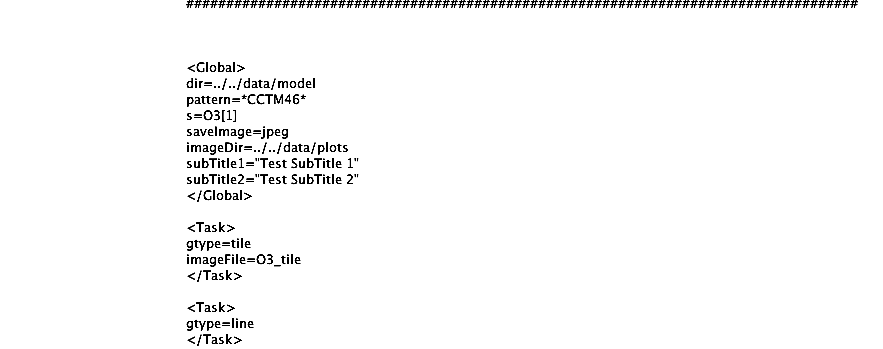 ####################################################################################
<Global>
dir=../../data/model
pattern=*CCTM46*
s=O3[1]
saveImage=jpeg
imageDir=../../data/plots
subTitle1="Test SubTitle 1"
subTitle2="Test SubTitle 2"
</Global>
<Task>
gtype=tile
imageFile=O3_tile
</Task>
<Task>
gtype=line
</Task>